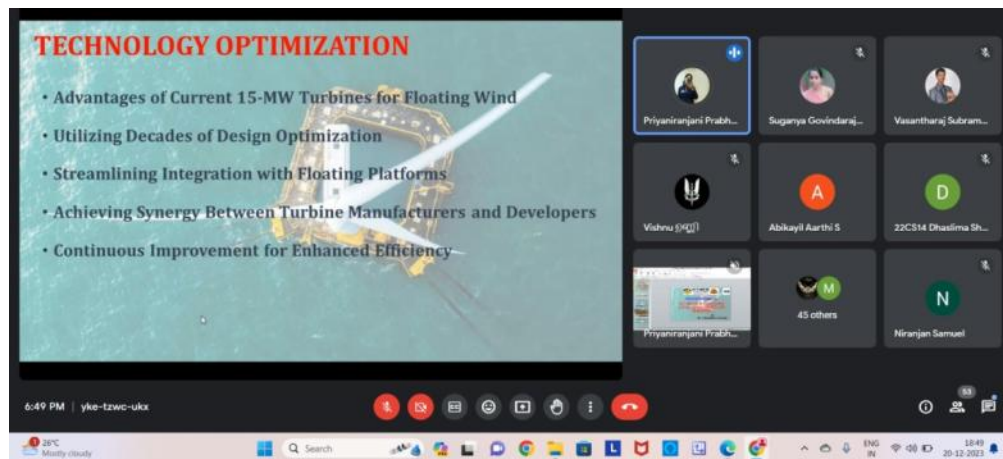 TECHNOLOGY OPTIMIZATION
• Advantages of Current 15-MW Turbines for Floating Wind
• Utilizing Decades of Design Optimization
• Streamlining Integration with Floating Platforms
• Achieving Synergy Between Turbine Manufacturers and Developers
• Continuous Improvement for Enhanced Efficiency
Priyaniranjani Prabh...
Suganya Govindaraj...
Vasantharaj Subram...
Vishnu
A
Abikayil Aarthi S
D
22CS14 Dhaslima Sh...
Priyaniranjani Prabh...
M
45 others
N
Niranjan Samuel
6:49 PM | yke-tzwc-ukx
53
26°C
Mostly cloudy
Search
L
ENG
IN
18:49
20-12-2023